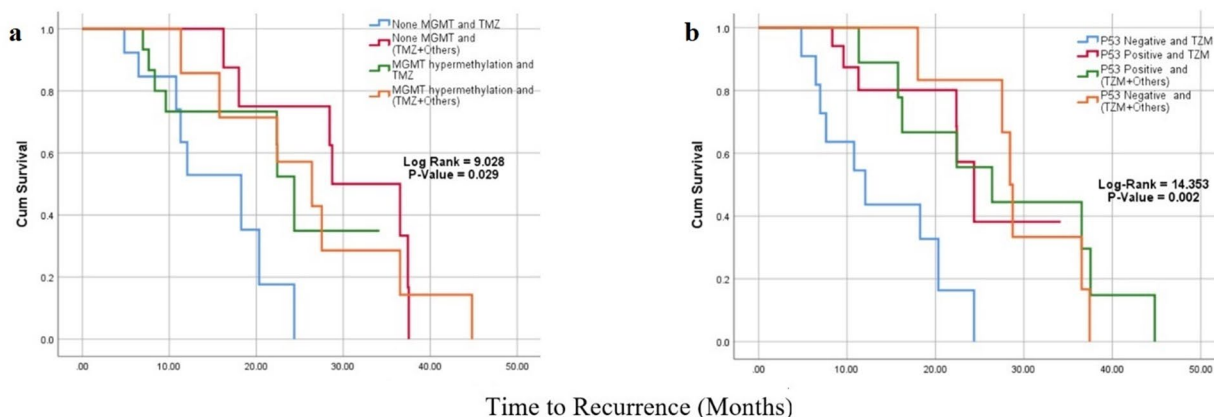 a
None MGMT and TMZ
None MGMT and
(TMZ+Others)
MGMT hypermethylation and
TMZ
MGMT hypermethylation and
(TMZ+Others)
Log Rank = 9.028
P-Value = 0.029
Cum Survival
1.0
0.8
0.6
0.4
0.2
0.0
.00 10.00 20.00 30.00 40.00 50.00
b
P53 Negative and TZM
P53 Positive and TZM
P53 Positive and
(TZM+Others)
P53 Negative and
(TZM+Others)
Log-Rank = 14.353
P-Value = 0.002
Cum Survival
1.0
0.8
0.6
0.4
0.2
0.0
.00 10.00 20.00 30.00 40.00 50.00
Time to Recurrence (Months)